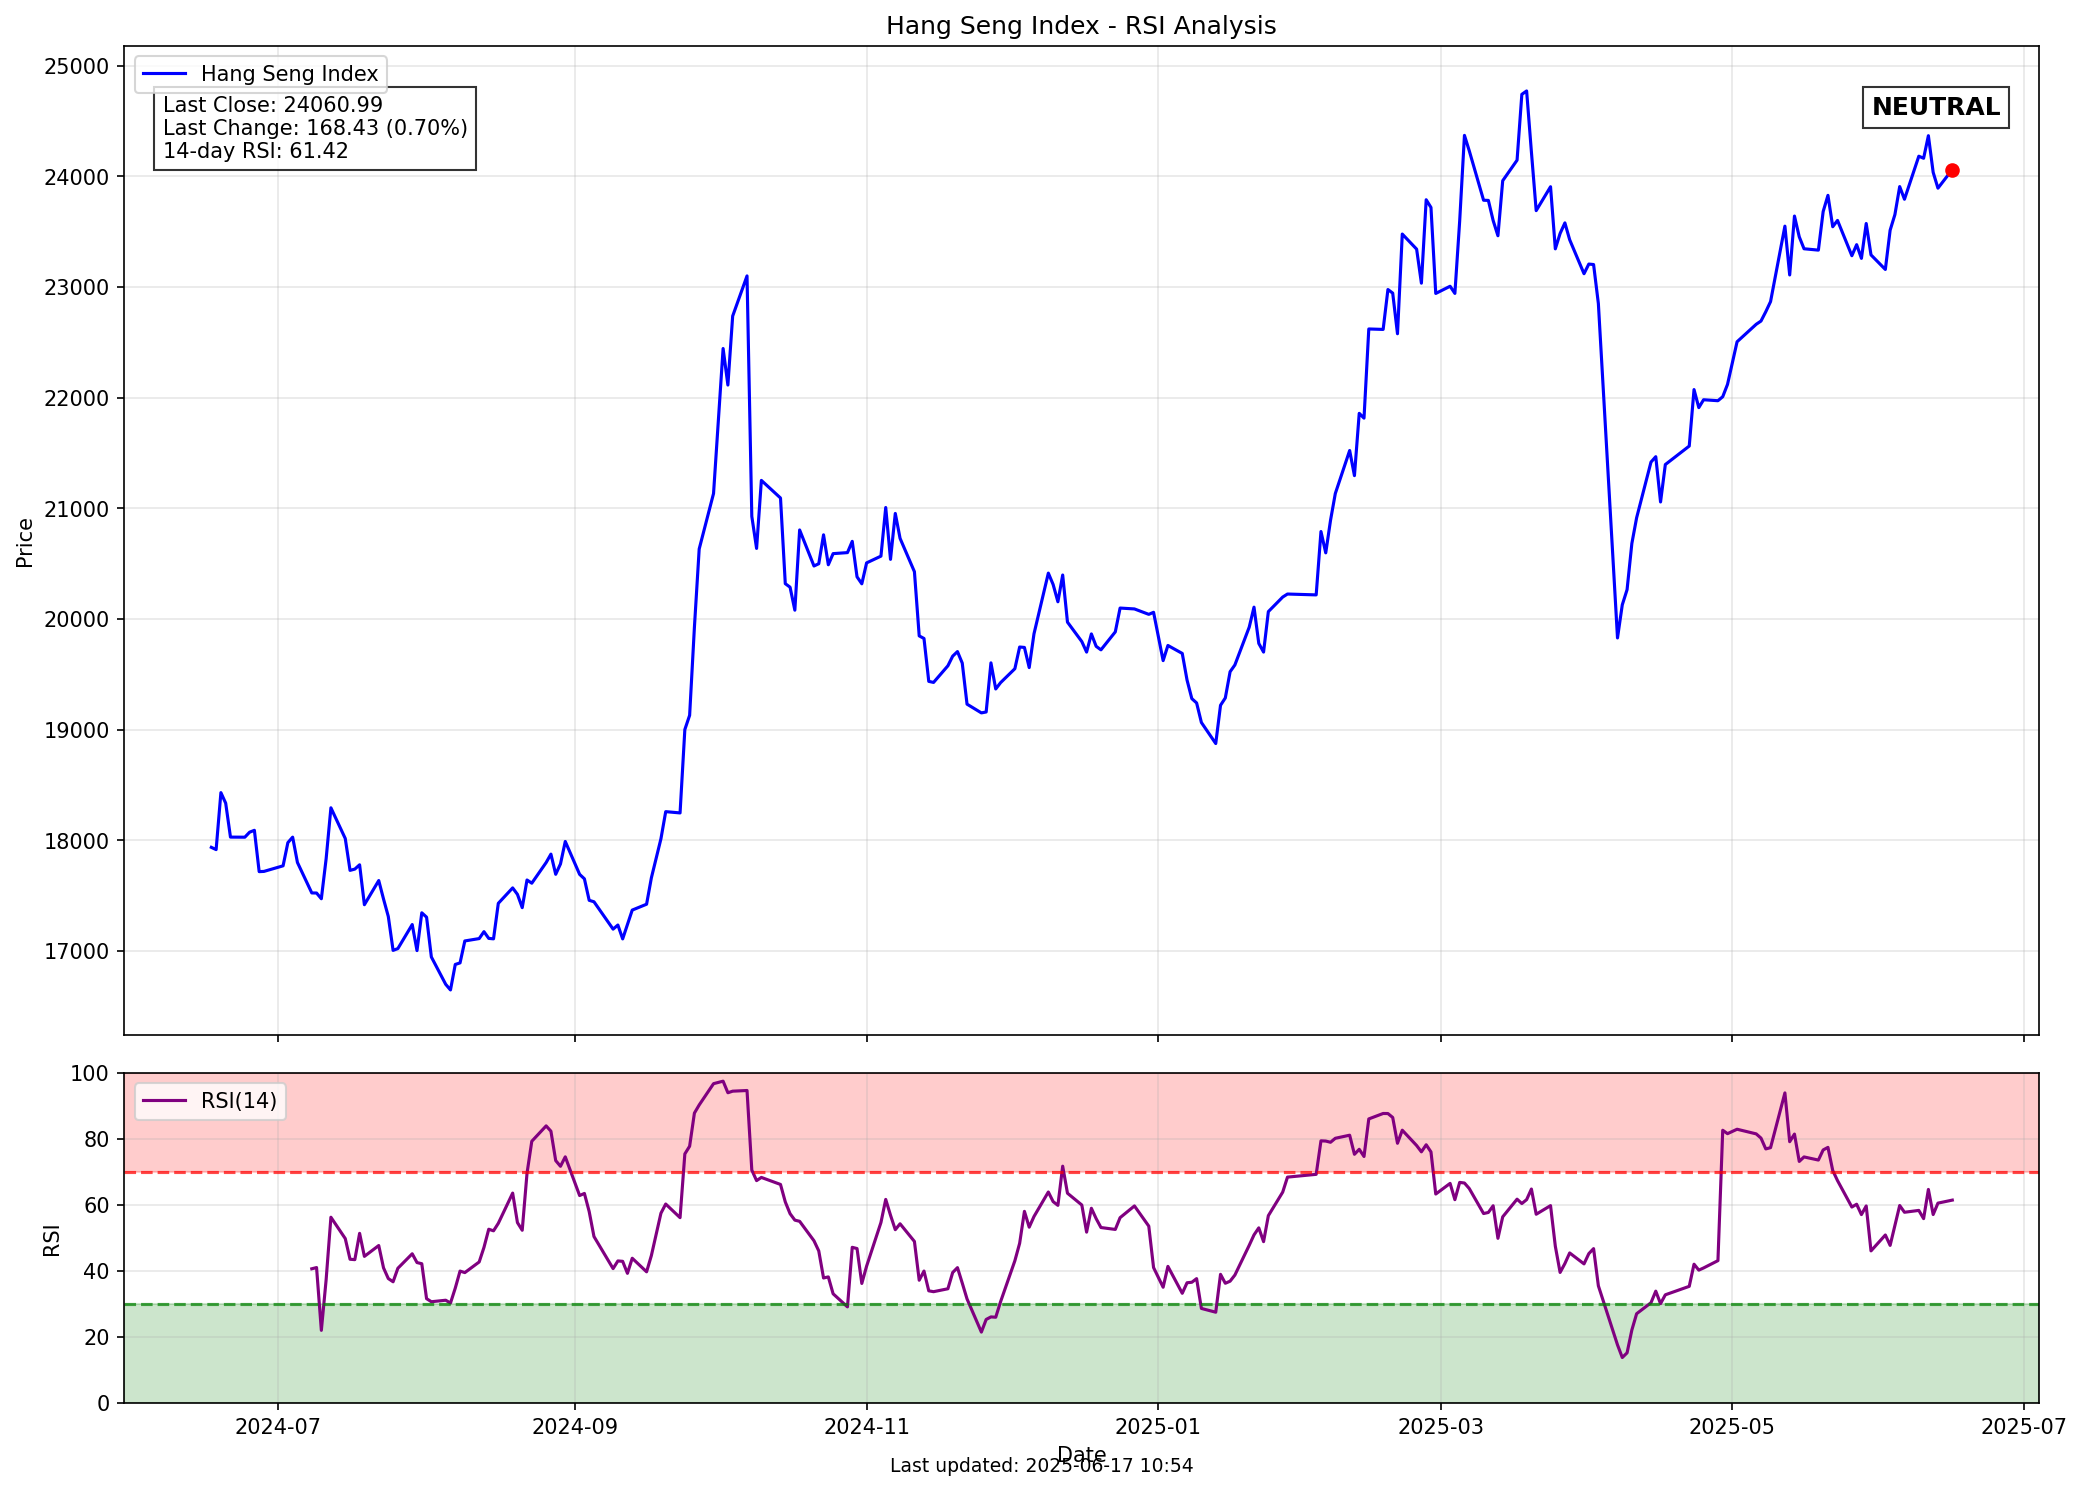 Hang Seng Index - RSI Analysis
Hang Seng Index
Last Close: 24060.99
Last Change: 168.43 (0.70%)
14-day RSI: 61.42
NEUTRAL
25000
24000
23000
22000
21000
20000
19000
18000
17000
Price
RSI(14)
100
80
60
40
20
0
RSI
2024-07
2024-09
2024-11
2025-01
2025-03
2025-05
2025-07
Date
Last updated: 2025-06-17 10:54